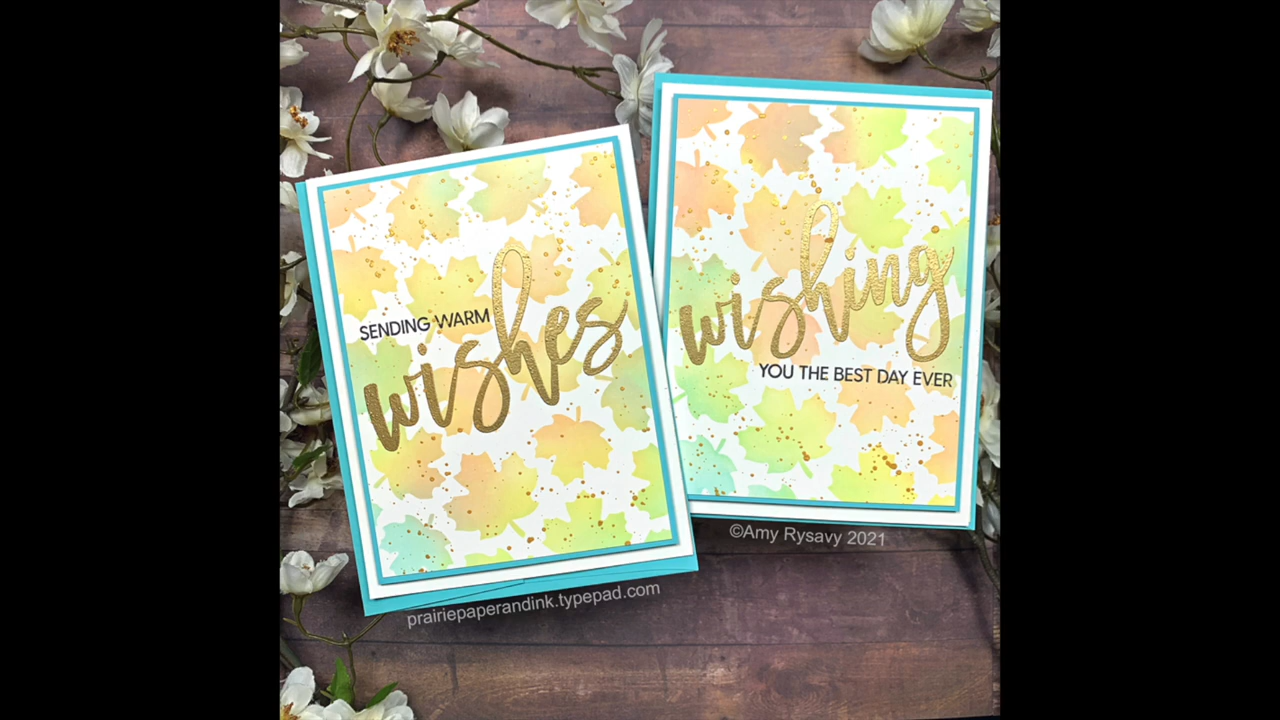 SENDING WARM
wishes
wishing
YOU THE BEST DAY EVER
©Amy Rysavy 2021
prairiepaperandink.typepad.com